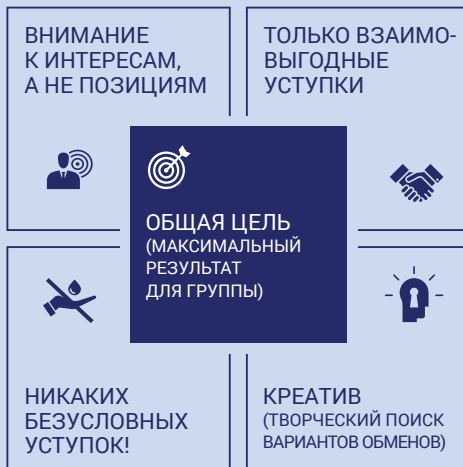 ВНИМАНИЕ
К ИНТЕРЕСАМ,
А НЕ ПОЗИЦИЯМ
ТОЛЬКО ВЗАИМО-
ВЫГОДНЫЕ
УСТУПКИ
ОБЩАЯ ЦЕЛЬ
(МАКСИМАЛЬНЫЙ
РЕЗУЛЬТАТ
ДЛЯ ГРУППЫ)
НИКАКИХ
БЕЗУСЛОВНЫХ
УСТУПОК!
КРЕАТИВ
(ТВОРЧЕСКИЙ ПОИСК
ВАРИАНТОВ ОБМЕНОВ)